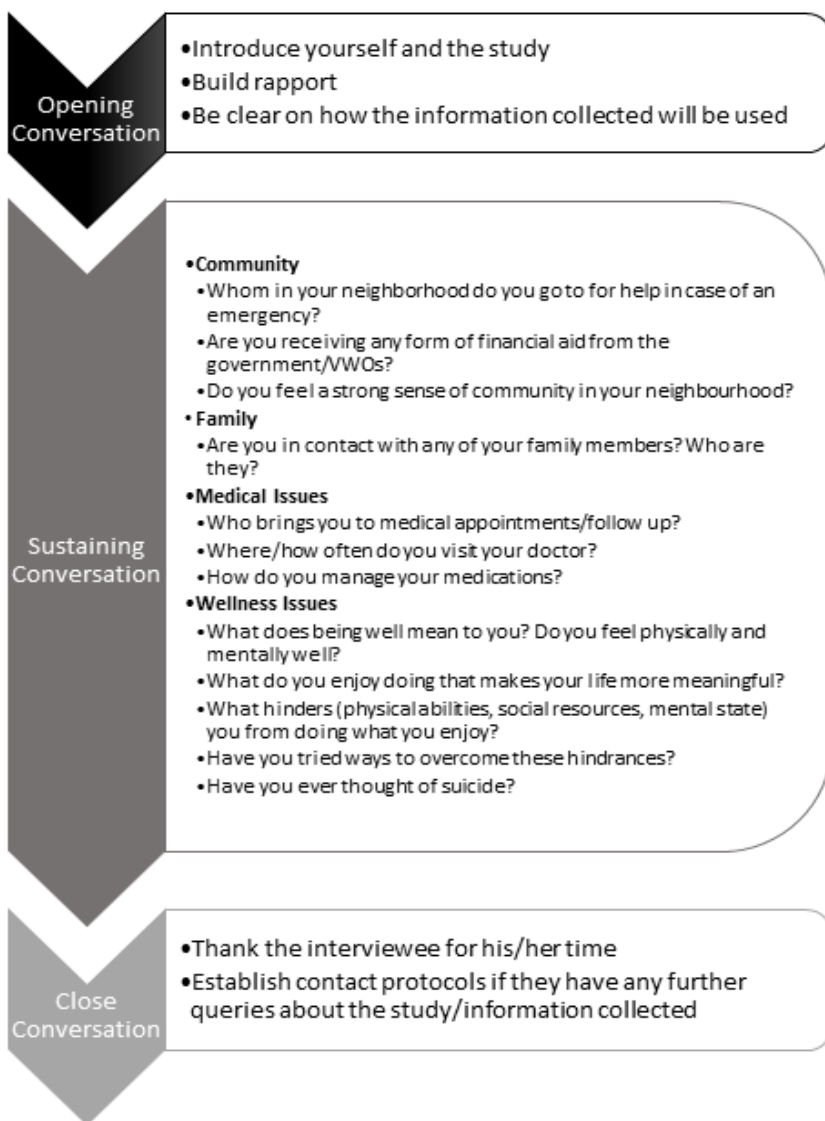 Opening
Conversation
•Introduce yourself and the study
•Build rapport
•Be clear on how the information collected will be used
Sustaining
Conversation
•Community
•Whom in your neighborhood do you go to for help in case of an
emergency?
•Are you receiving any form of financial aid from the
government/VWOs?
•Do you feel a strong sense of community in your neighbourhood?
•Family
•Are you in contact with any of your family members? Who are
they?
•Medical Issues
•Who brings you to medical appointments/follow up?
•Where/how often do you visit your doctor?
•How do you manage your medications?
•Wellness Issues
•What does being well mean to you? Do you feel physically and
mentally well?
•What do you enjoy doing that makes your life more meaningful?
•What hinders (physical abilities, social resources, mental state)
you from doing what you enjoy?
•Have you tried ways to overcome these hindrances?
•Have you ever thought of suicide?
Close
Conversation
•Thank the interviewee for his/her time
•Establish contact protocols if they have any further
queries about the study/information collected